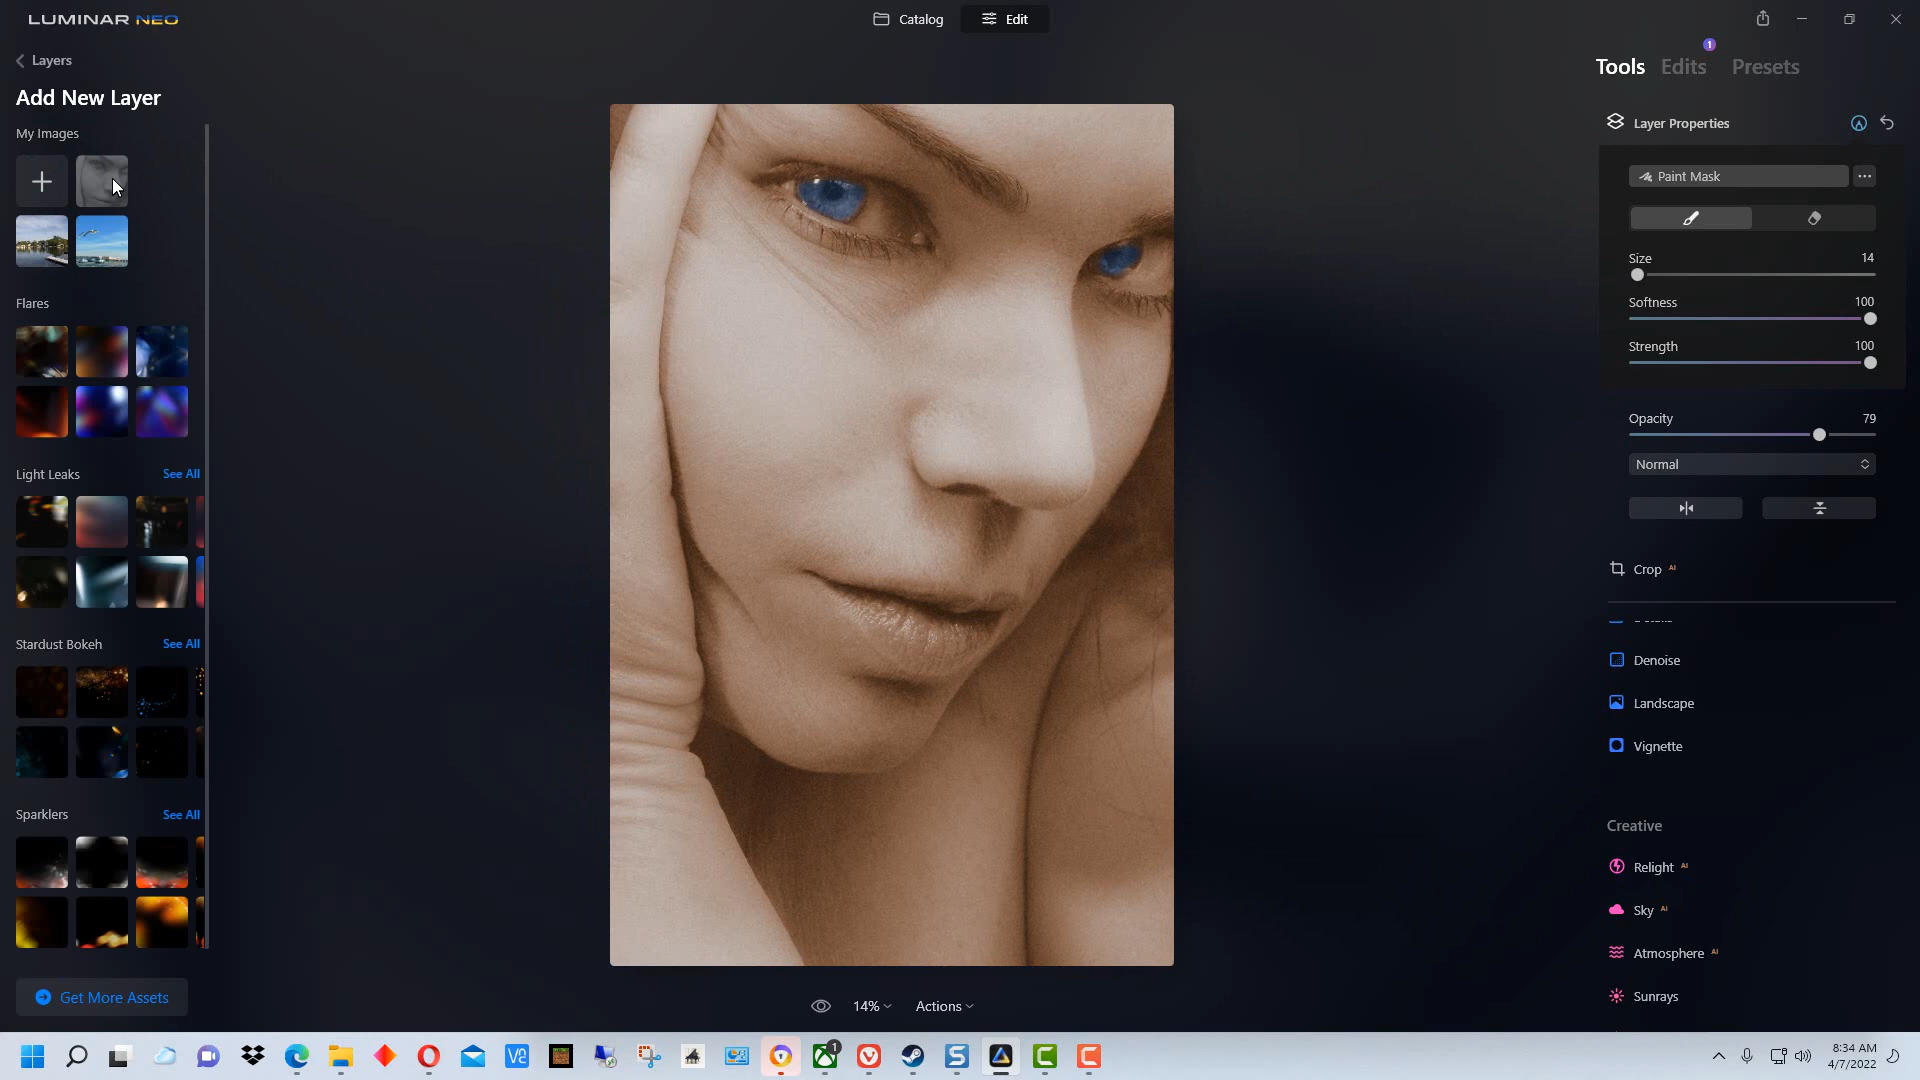 LUMINAR NEO
Catalog
Edit
Layers
Add New Layer
My Images
Flares
Light Leaks
See All
Stardust Bokeh
See All
Sparklers
See All
Get More Assets
14%
Actions
1
Tools
Edits
Presets
Layer Properties
Paint Mask
Size
14
Softness
100
Strength
100
Opacity
79
Normal
Crop AI
Denoise
Landscape
Vignette
Creative
Relight AI
Sky AI
Atmosphere AI
Sunrays
1
8:34 AM
4/7/2022